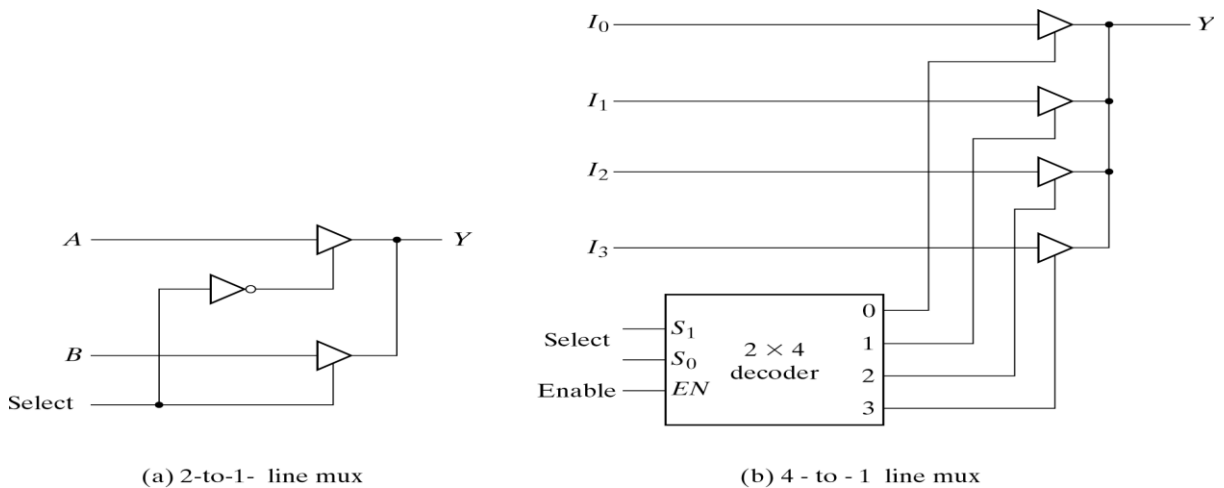 A
Y
B
Select
(a) 2-to-1- line mux
I₀
Y
I₁
I₂
I₃
Select
S₁
S₀
Enable
EN
2 × 4
decoder
0
1
2
3
(b) 4 - to - 1 line mux